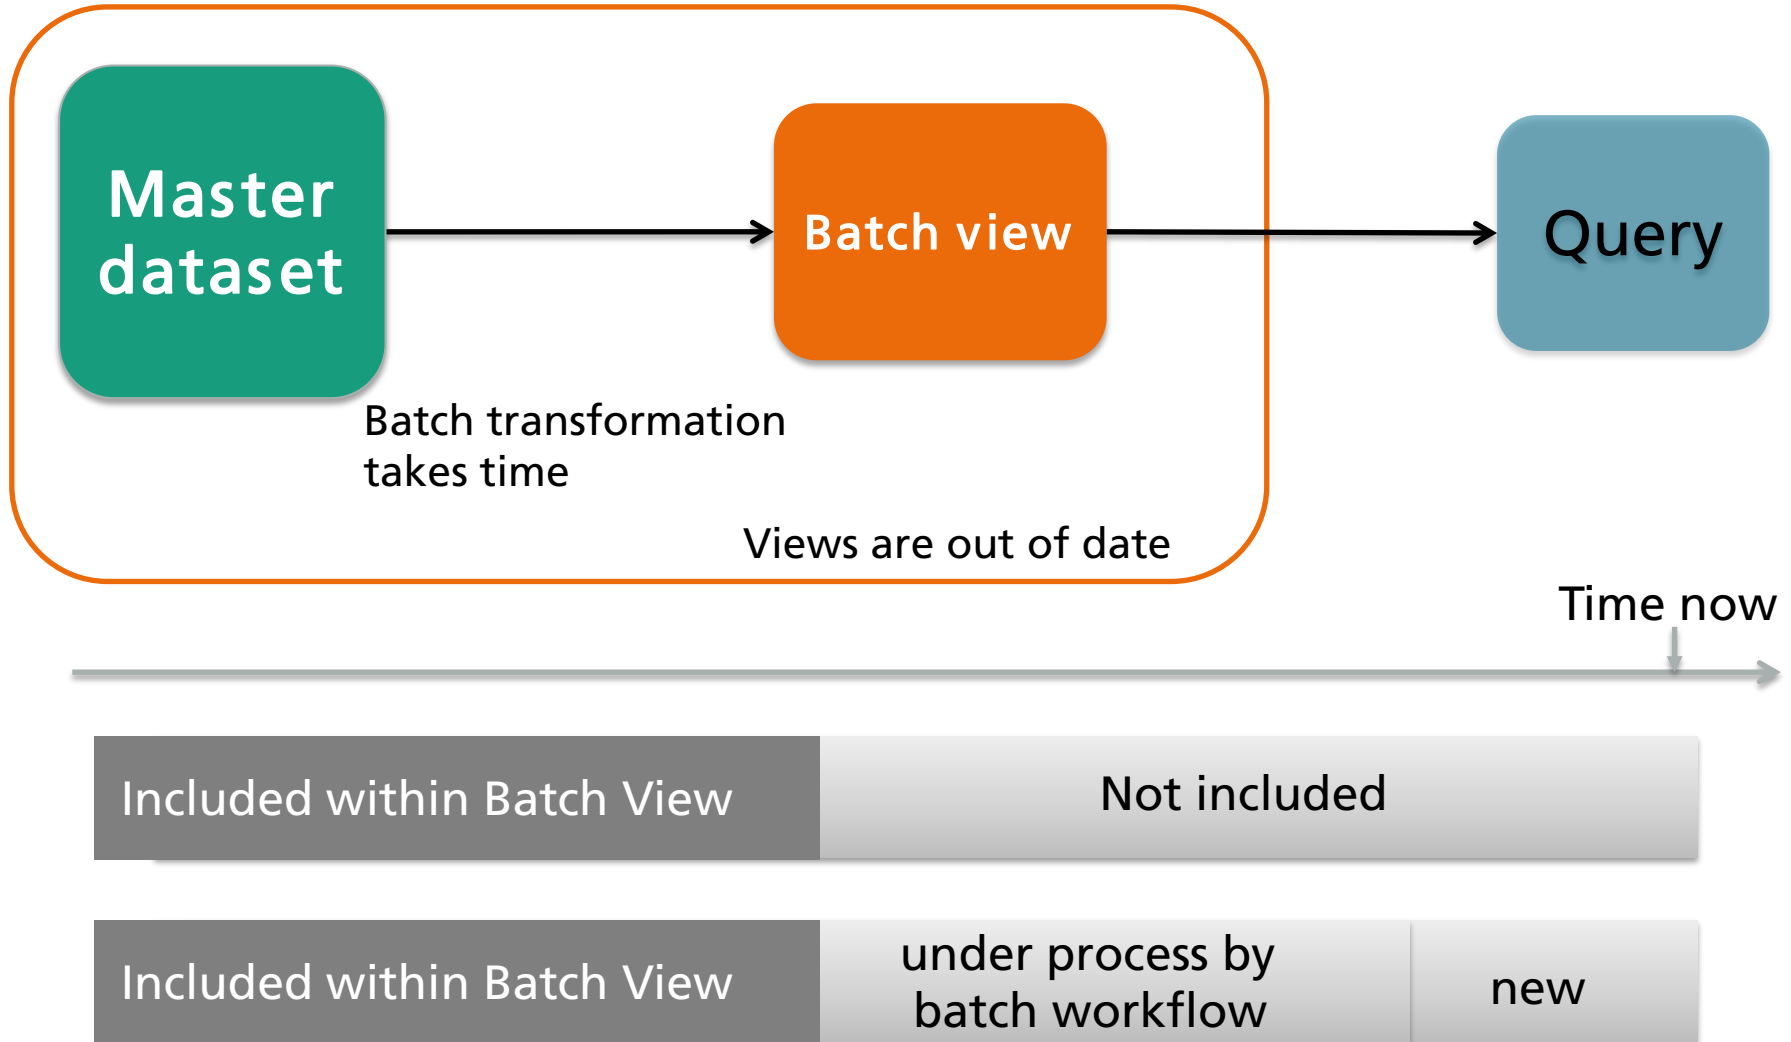 Master
dataset
Batch view
Query
Batch transformation
takes time
Views are out of date
Time now
Included within Batch View
Not included
Included within Batch View
under process by
batch workflow
new